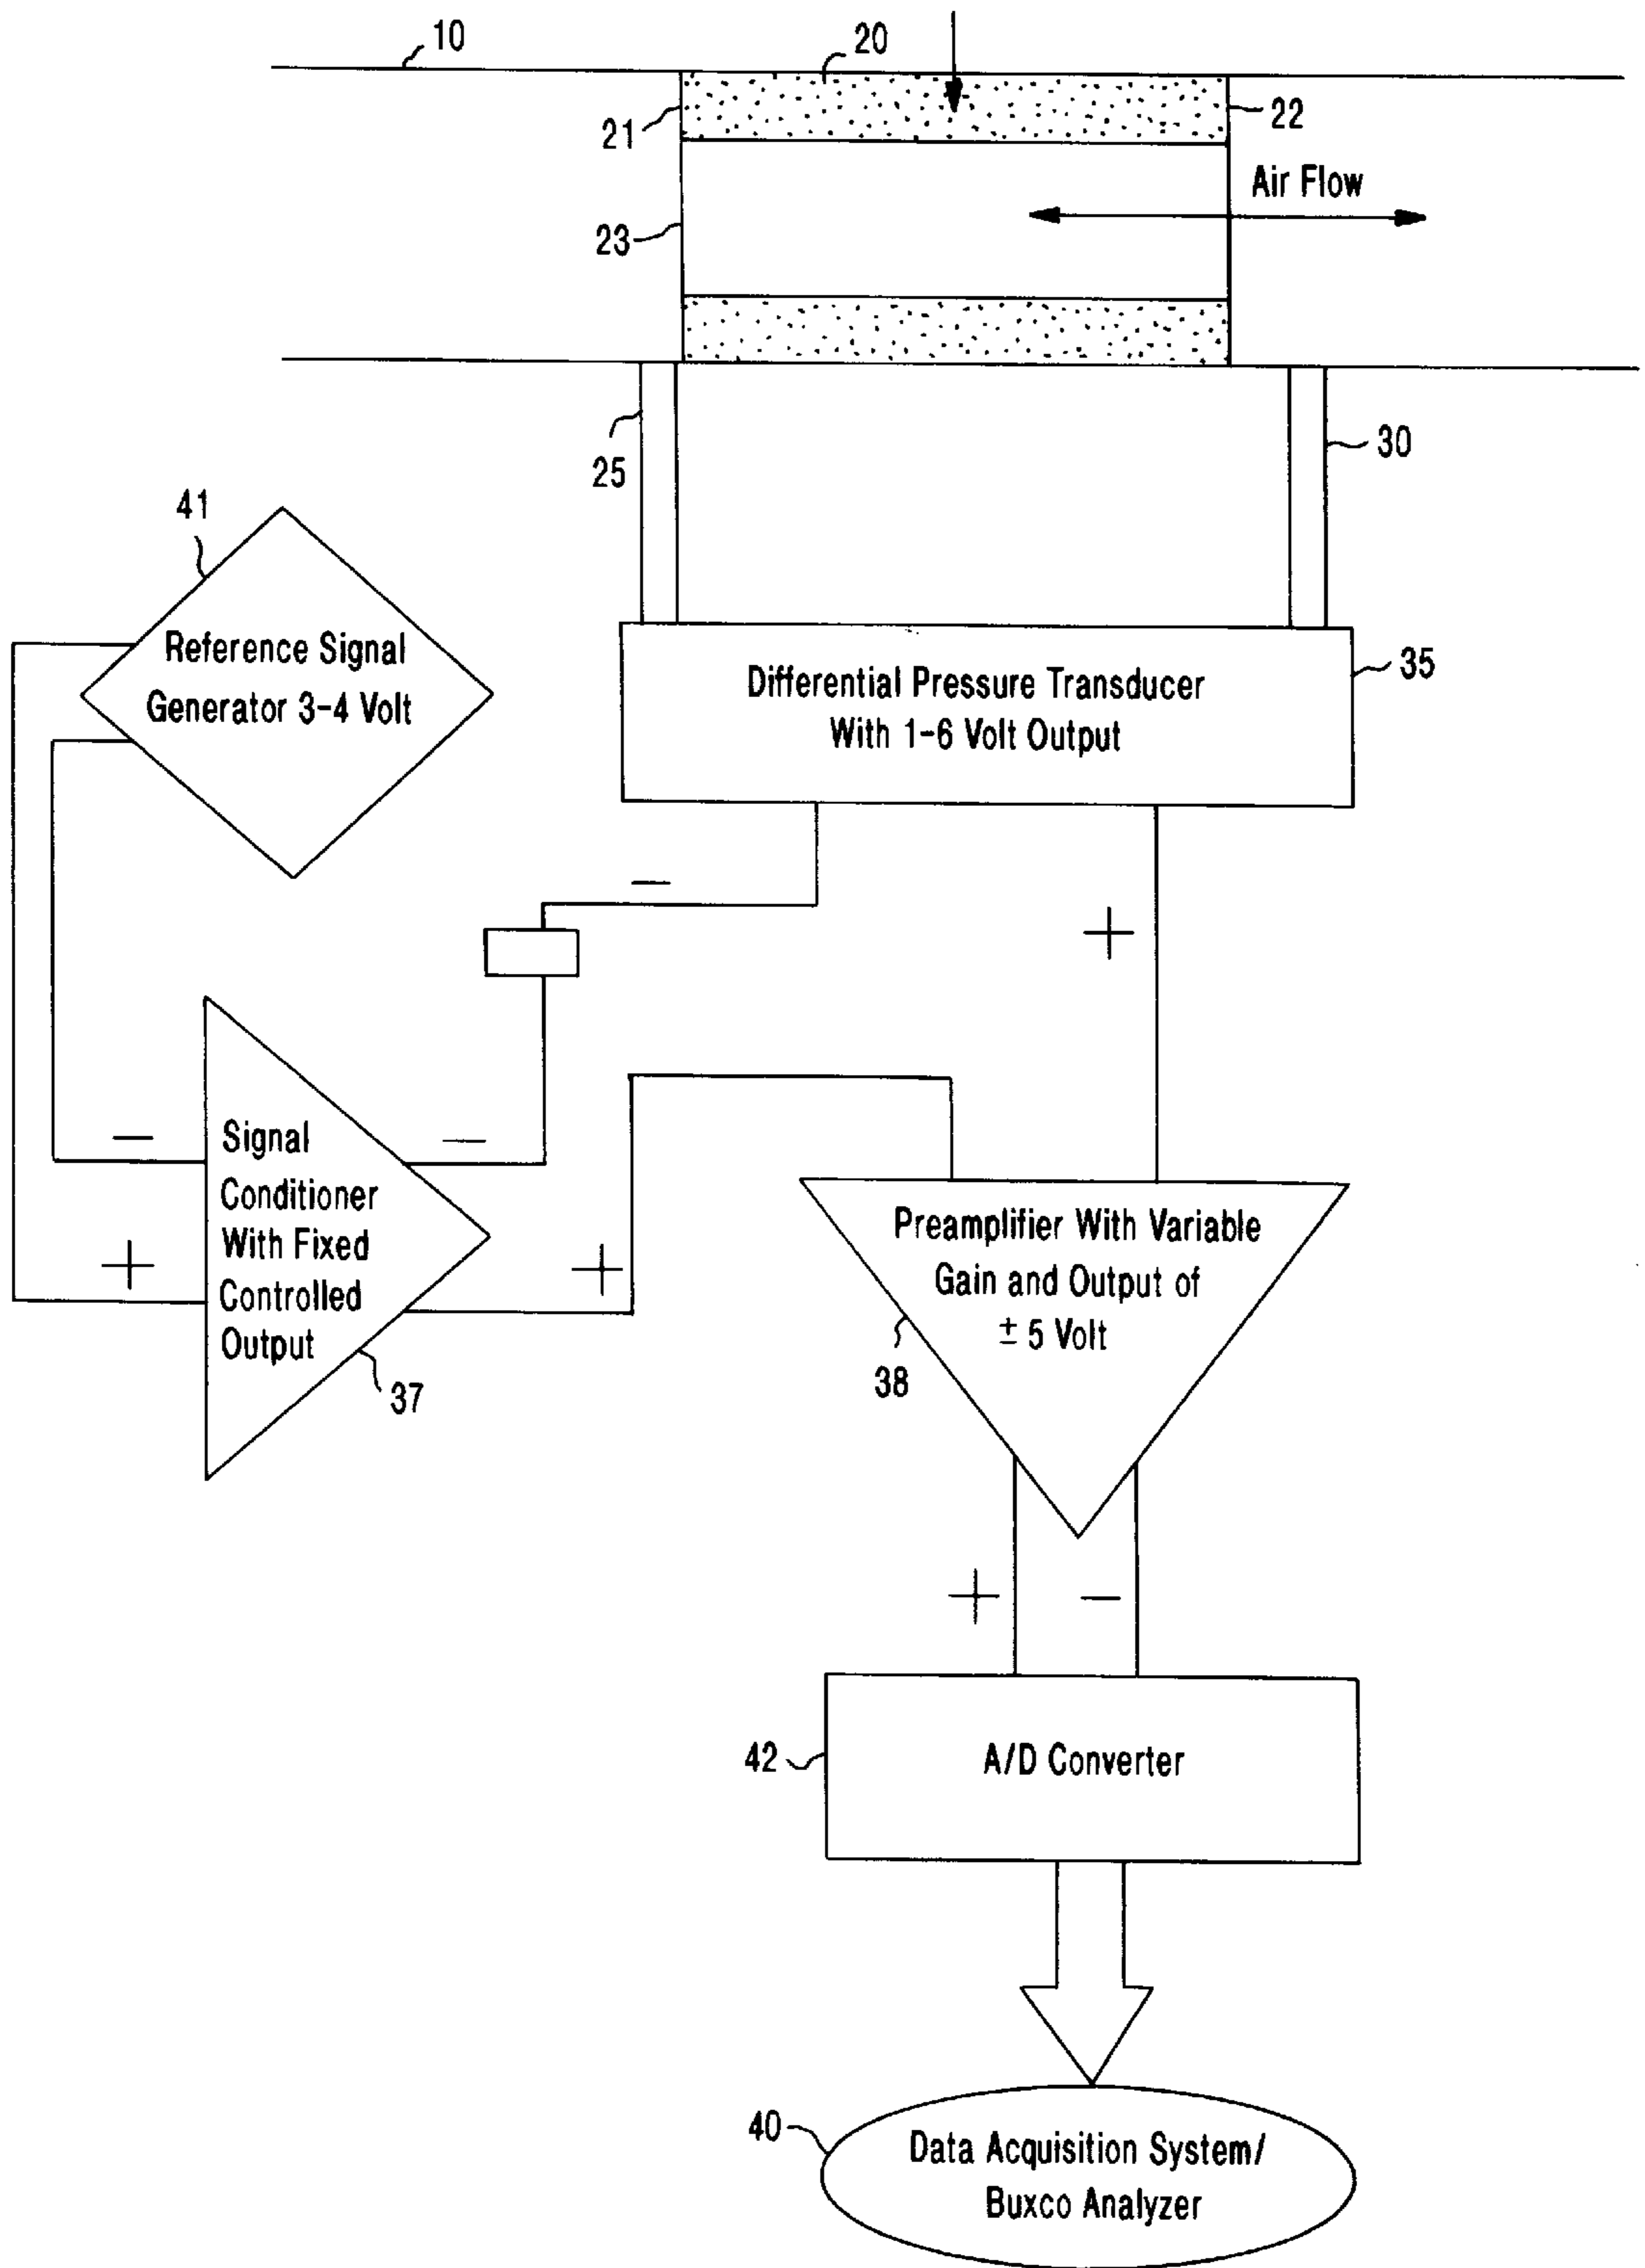 10
20
21
22
Air Flow
23
25
30
41
Reference Signal
Generator 3-4 Volt
35
Differential Pressure Transducer
With 1-6 Volt Output
−
+
−
−
Signal
Conditioner
With Fixed
Controlled
Output
+
+
37
Preamplifier With Variable
Gain and Output of
± 5 Volt
38
+ −
42
A/D Converter
40
Data Acquisition System/
Buxco Analyzer